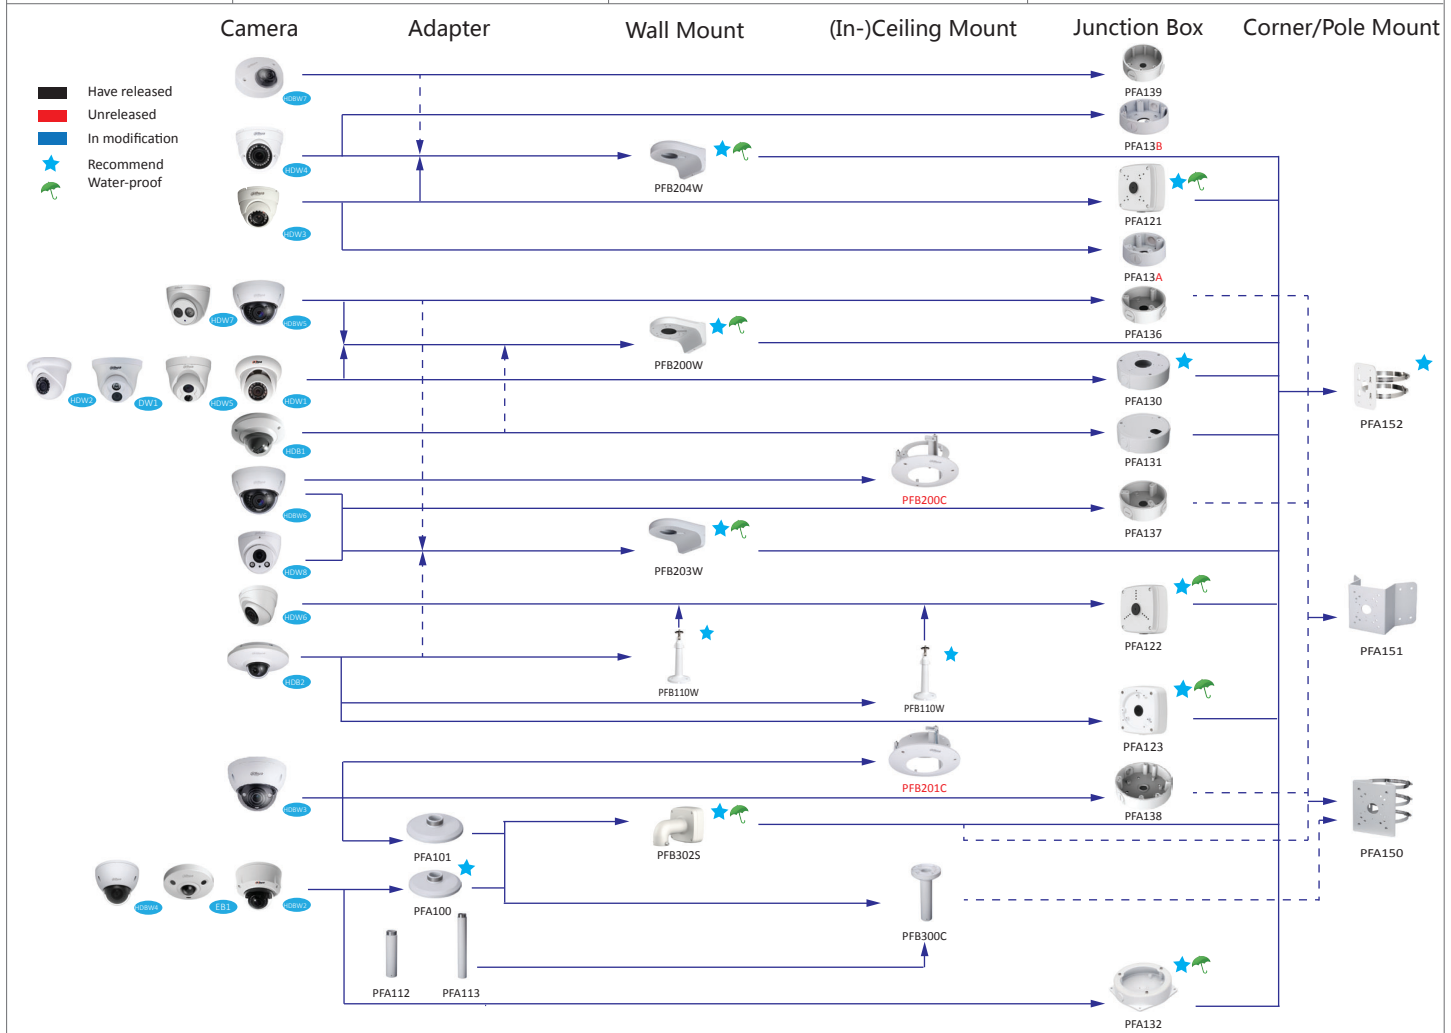 Camera Adapter Wall Mount (In-)Ceiling Mount Junction Box Corner/Pole Mount
Have released
Unreleased
In modification
Recommend
Water-proof
HDBW7
PFA139
HDW4
PFB204W
PFA13B
HDW3
PFA121
PFA13A
HDW7 HDBW5
PFB200W
PFA136
HDW2 DW1 HDW5 HDW1
PFA130
PFA152
HDB1
PFB200C
PFA131
HDBW6
PFA137
HDW8
PFB203W
HDW6
PFA122
PFA151
HDB2
PFB110W
PFB110W
PFA123
HDBW3
PFB201C
PFA138
PFA101
PFB302S
PFA150
HDBW4 EB1 HDBW2
PFA100
PFB300C
PFA112 PFA113
PFA132